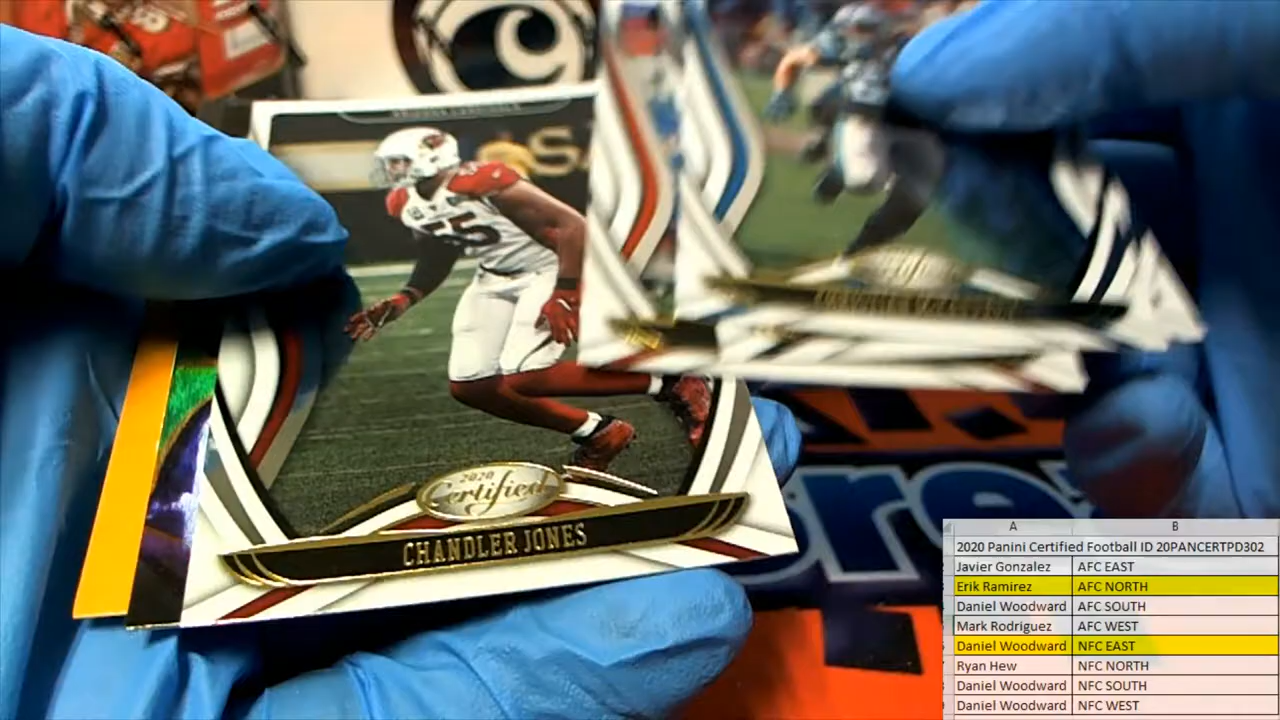 SA
55
2020
Certified
CHANDLER JONES
A B
2020 Panini Certified Football ID 20PANCERTPD302
Javier Gonzalez AFC EAST
Erik Ramirez AFC NORTH
Daniel Woodward AFC SOUTH
Mark Rodriguez AFC WEST
Daniel Woodward NFC EAST
Ryan Hew NFC NORTH
Daniel Woodward NFC SOUTH
Daniel Woodward NFC WEST